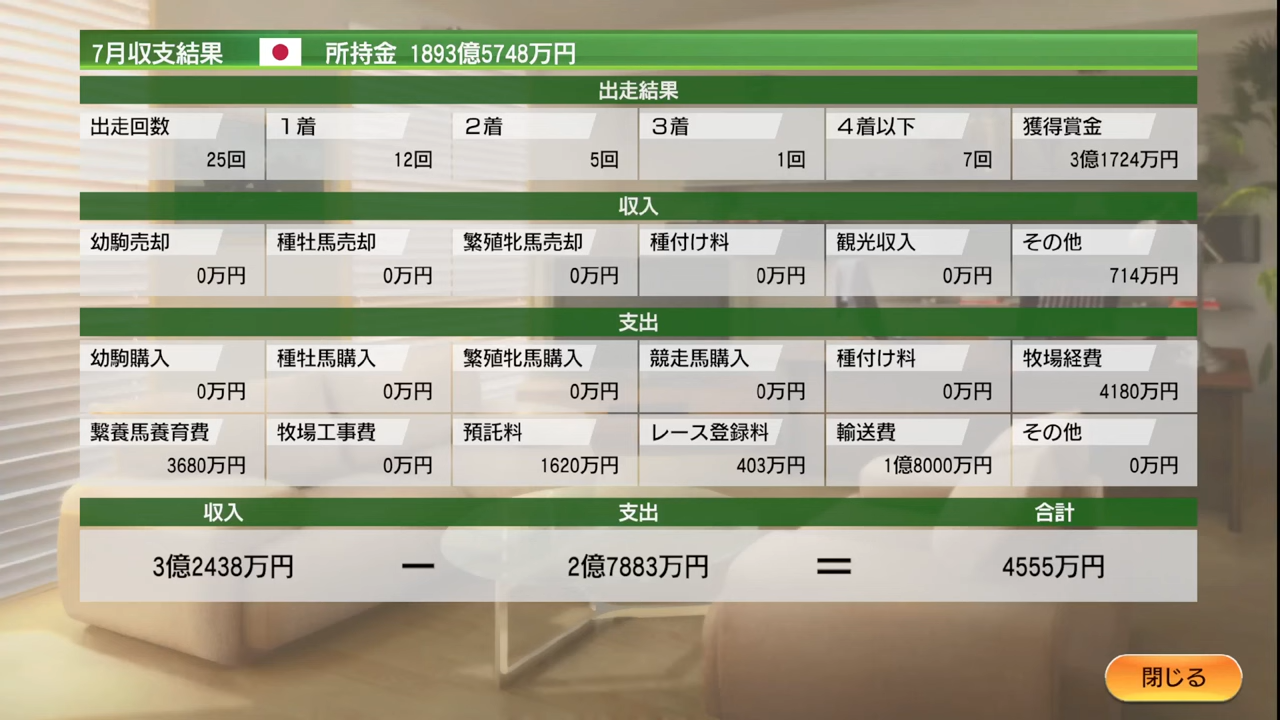 7月収支結果 所持金 1893億5748万円
出走結果
出走回数 1着 2着 3着 4着以下 獲得賞金
25回 12回 5回 1回 7回 3億1724万円
収入
幼駒売却 種牡馬売却 繁殖牝馬売却 種付け料 観光収入 その他
0万円 0万円 0万円 0万円 0万円 714万円
支出
幼駒購入 種牡馬購入 繁殖牝馬購入 競走馬購入 種付け料 牧場経費
0万円 0万円 0万円 0万円 0万円 4180万円
繫養馬養育費 牧場工事費 預託料 レース登録料 輸送費 その他
3680万円 0万円 1620万円 403万円 1億8000万円 0万円
収入 支出 合計
3億2438万円 － 2億7883万円 ＝ 4555万円
閉じる